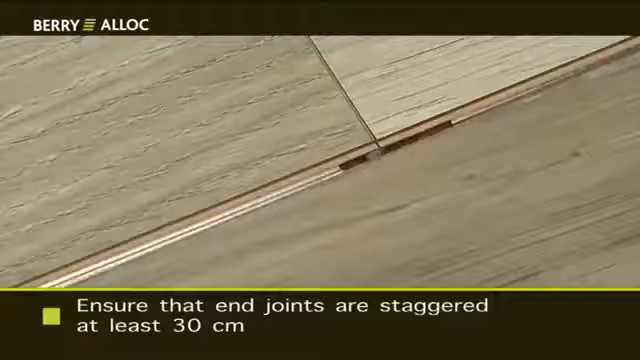 BERRY ALLOC
Ensure that end joints are staggered
at least 30 cm